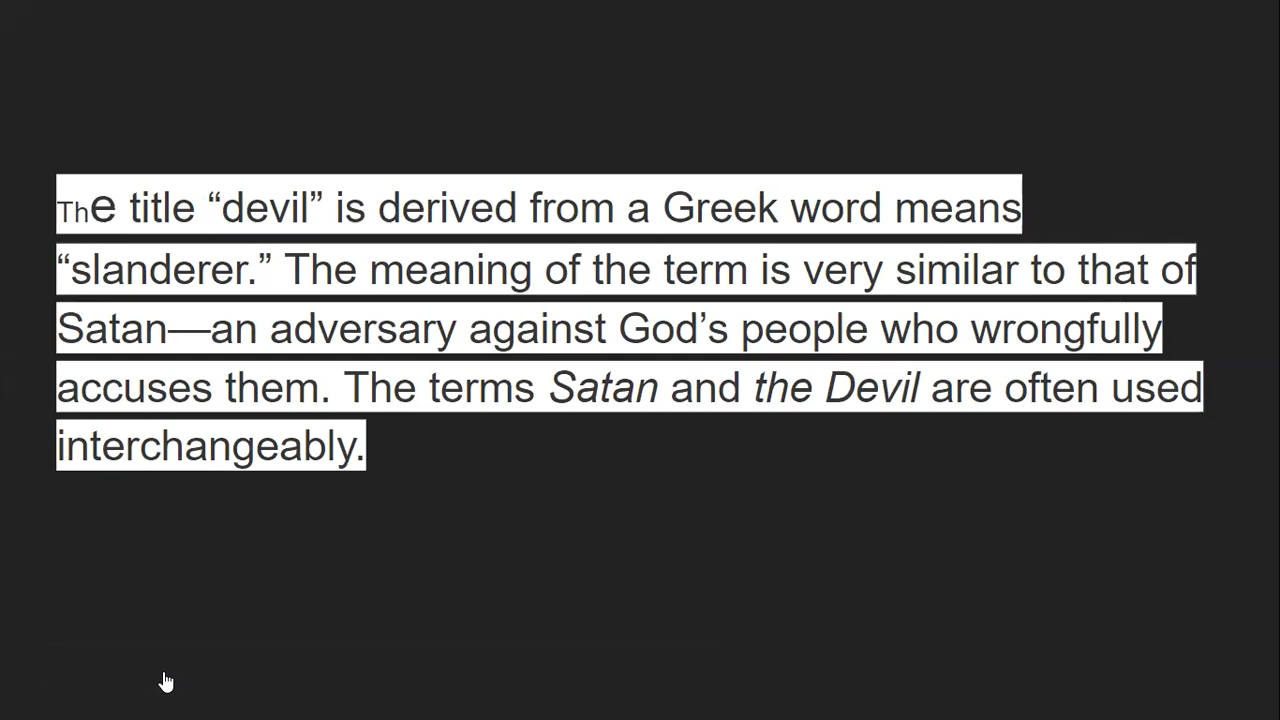 The title “devil” is derived from a Greek word means
“slanderer.” The meaning of the term is very similar to that of
Satan—an adversary against God’s people who wrongfully
accuses them. The terms Satan and the Devil are often used
interchangeably.